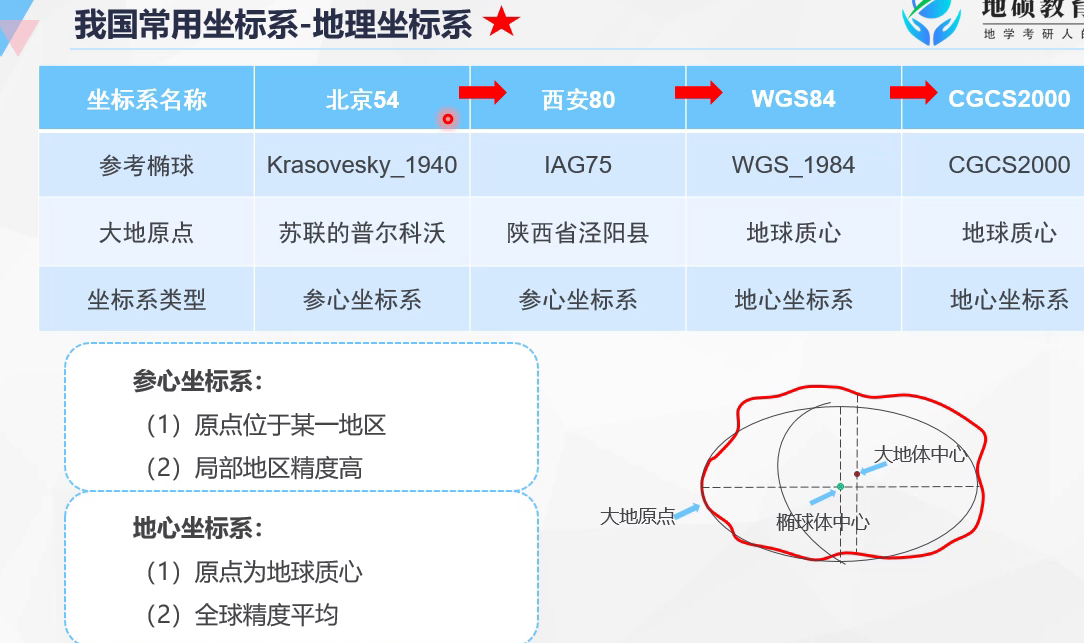 我国常用坐标系-地理坐标系
地硕教育
地学考研人的
坐标系名称 北京54 西安80 WGS84 CGCS2000
参考椭球 Krasovesky_1940 IAG75 WGS_1984 CGCS2000
大地原点 苏联的普尔科沃 陕西省泾阳县 地球质心 地球质心
坐标系类型 参心坐标系 参心坐标系 地心坐标系 地心坐标系
参心坐标系：
（1）原点位于某一地区
（2）局部地区精度高
地心坐标系：
（1）原点为地球质心
（2）全球精度平均
大地体中心
大地原点
椭球体中心